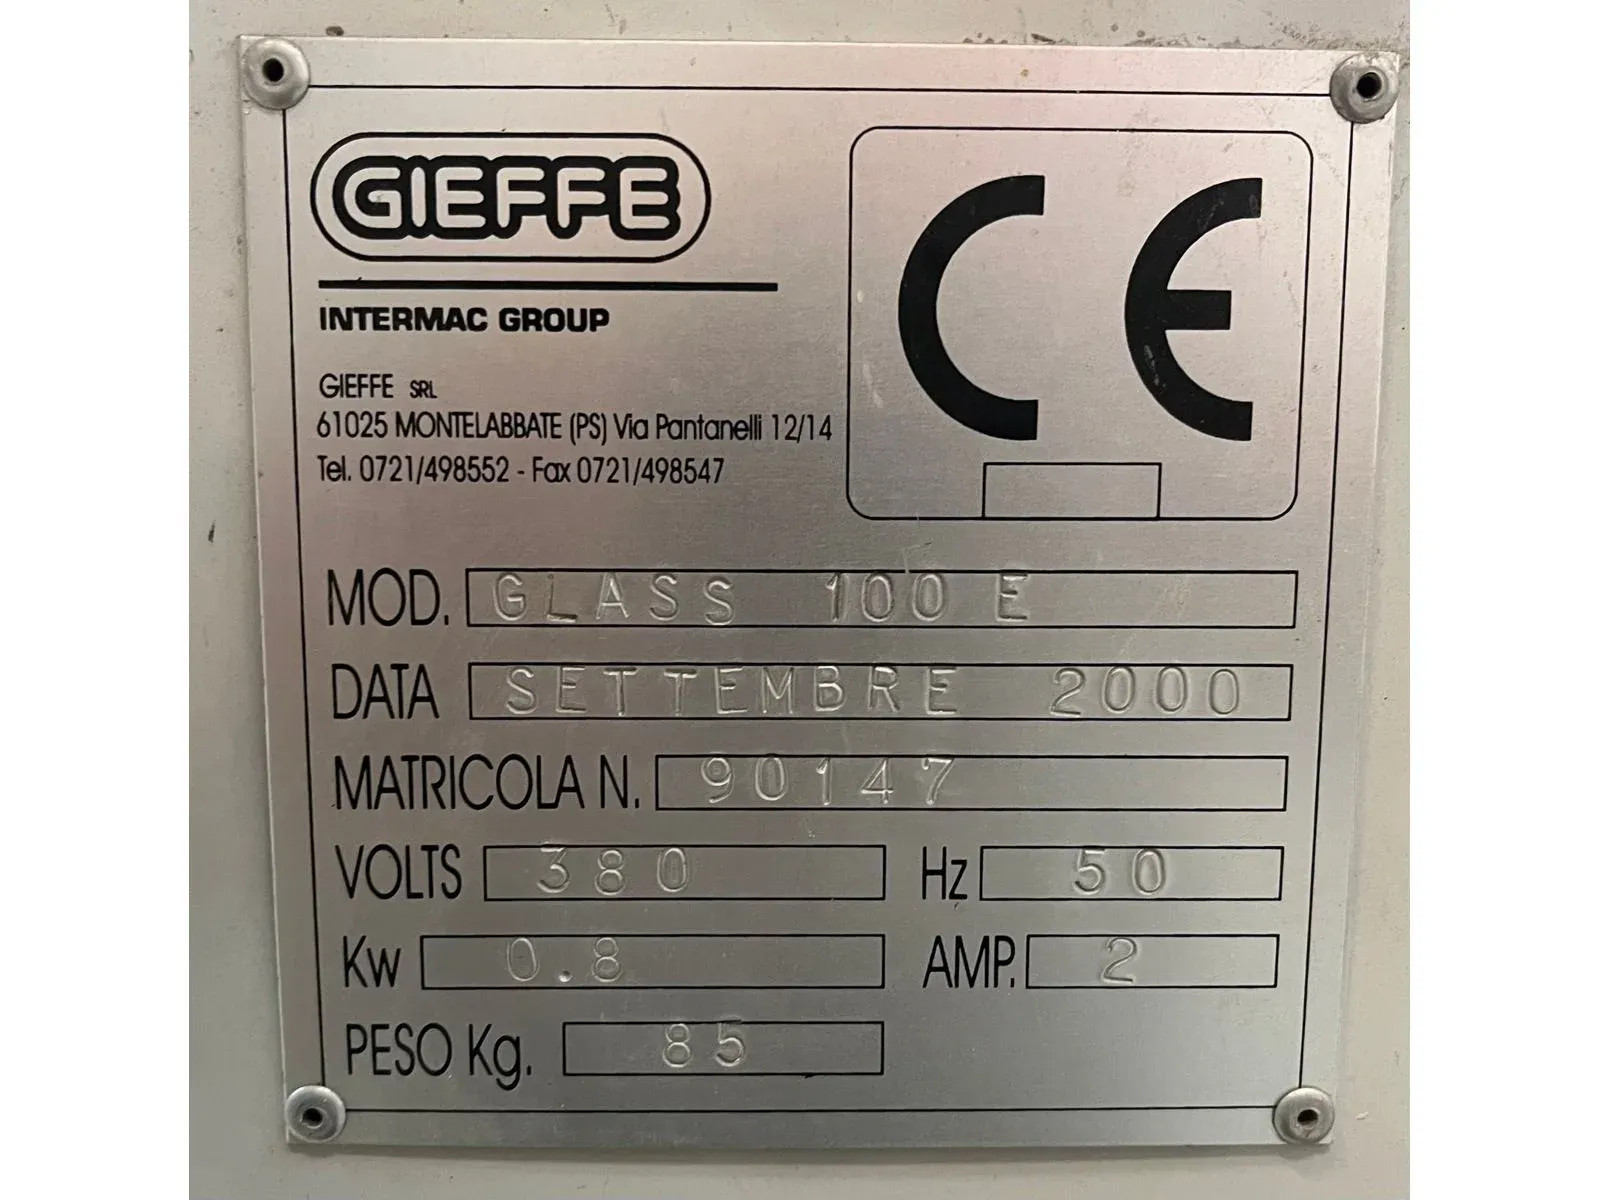 GIEFFE
INTERMAC GROUP
GIEFFE SRL
61025 MONTELABBATE (PS) Via Pantanelli 12/14
Tel. 0721/498552 - Fax 0721/498547
CE
MOD. GLASS 100 E
DATA SETTEMBRE 2000
MATRICOLA N. 90147
VOLTS 380 Hz 50
Kw 0.8 AMP. 2
PESO Kg. 85